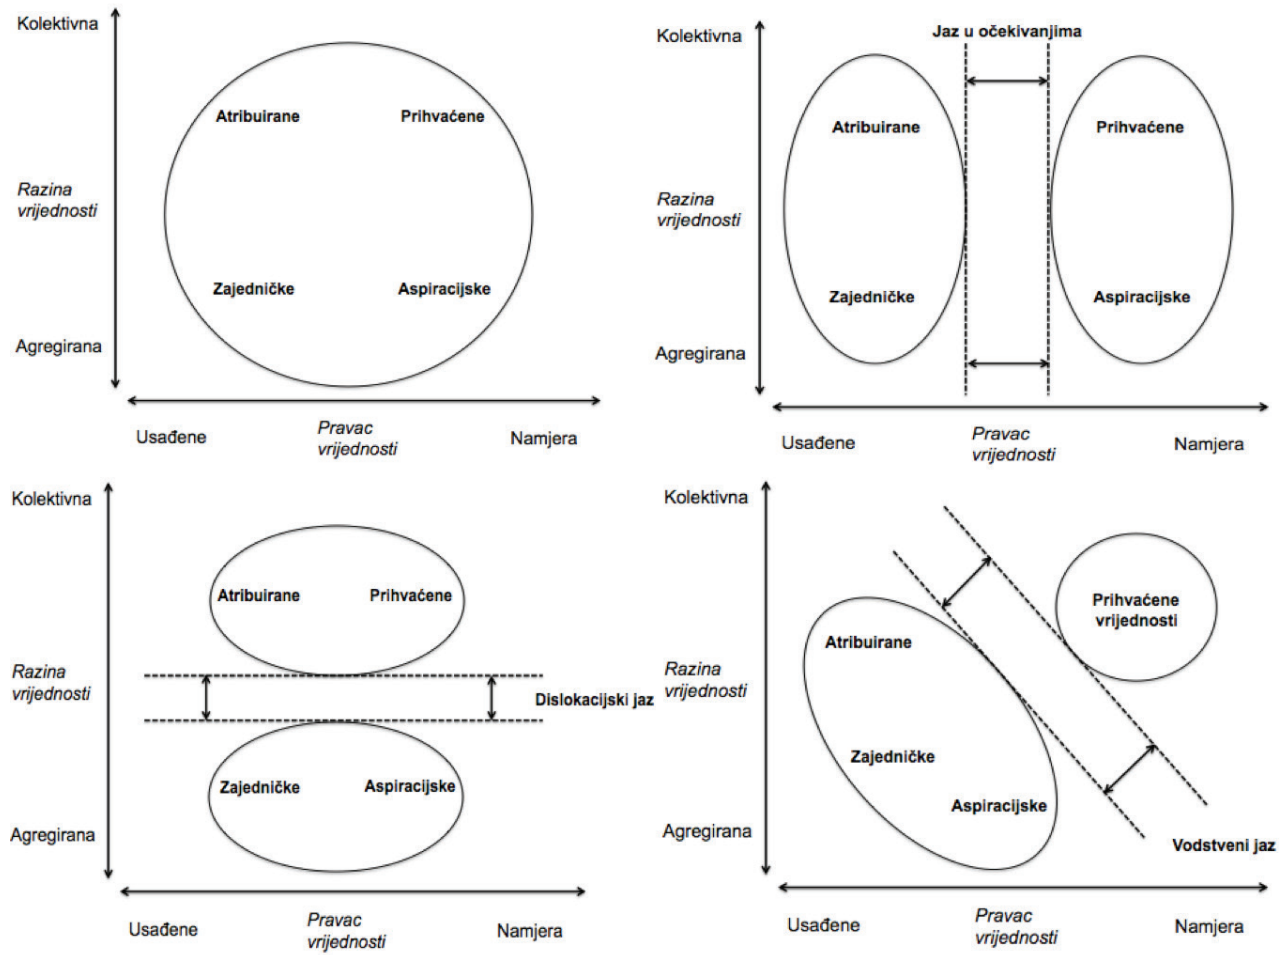 Kolektivna
Atribuirane
Prihvaćene
Razina
vrijednosti
Zajedničke
Aspiracijske
Agregirana
Usađene
Pravac
vrijednosti
Namjera
Jaz u očekivanjima
Kolektivna
Atribuirane
Prihvaćene
Razina
vrijednosti
Zajedničke
Aspiracijske
Agregirana
Usađene
Pravac
vrijednosti
Namjera
Kolektivna
Atribuirane
Prihvaćene
Razina
vrijednosti
Dislokacijski jaz
Zajedničke
Aspiracijske
Agregirana
Usađene
Pravac
vrijednosti
Namjera
Kolektivna
Prihvaćene
vrijednosti
Atribuirane
Razina
vrijednosti
Zajedničke
Aspiracijske
Agregirana
Vodstveni jaz
Usađene
Pravac
vrijednosti
Namjera